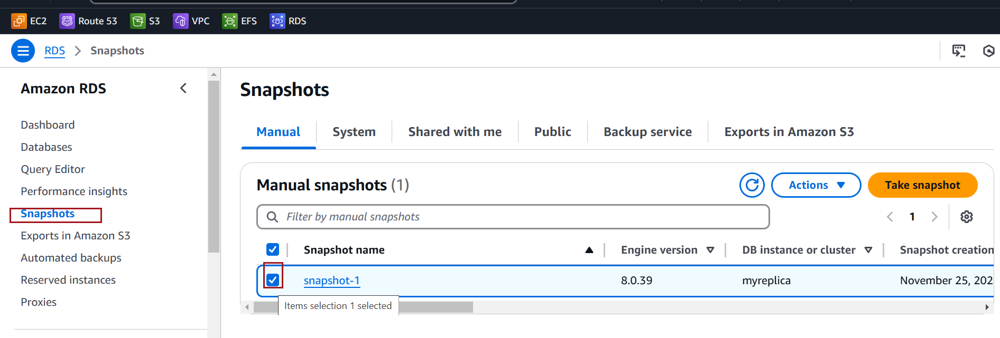 EC2 Route 53 S3 VPC EFS RDS
RDS Snapshots
Amazon RDS
Dashboard
Databases
Query Editor
Performance insights
Snapshots
Exports in Amazon S3
Automated backups
Reserved instances
Proxies
Snapshots
Manual System Shared with me Public Backup service Exports in Amazon S3
Manual snapshots (1)
Actions
Take snapshot
Filter by manual snapshots
1
Snapshot name Engine version DB instance or cluster Snapshot creation
snapshot-1 8.0.39 myreplica November 25, 202
Items selection 1 selected